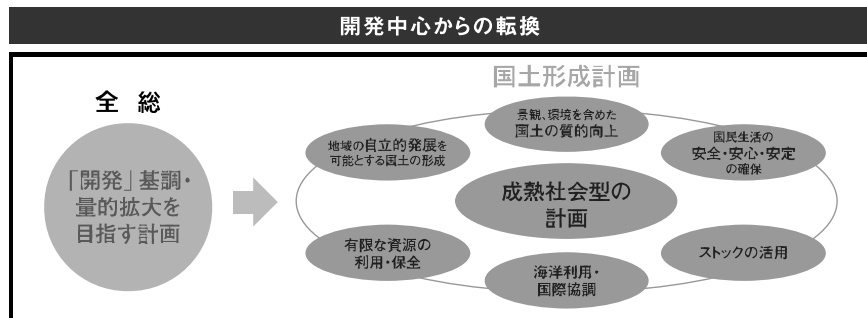 開発中心からの転換
全総
「開発」基調・
量的拡大を
目指す計画
国土形成計画
景観、環境を含めた
国土の質的向上
地域の自立的発展を
可能とする国土の形成
国民生活の
安全・安心・安定
の確保
成熟社会型の
計画
有限な資源の
利用・保全
海洋利用・
国際協調
ストックの活用